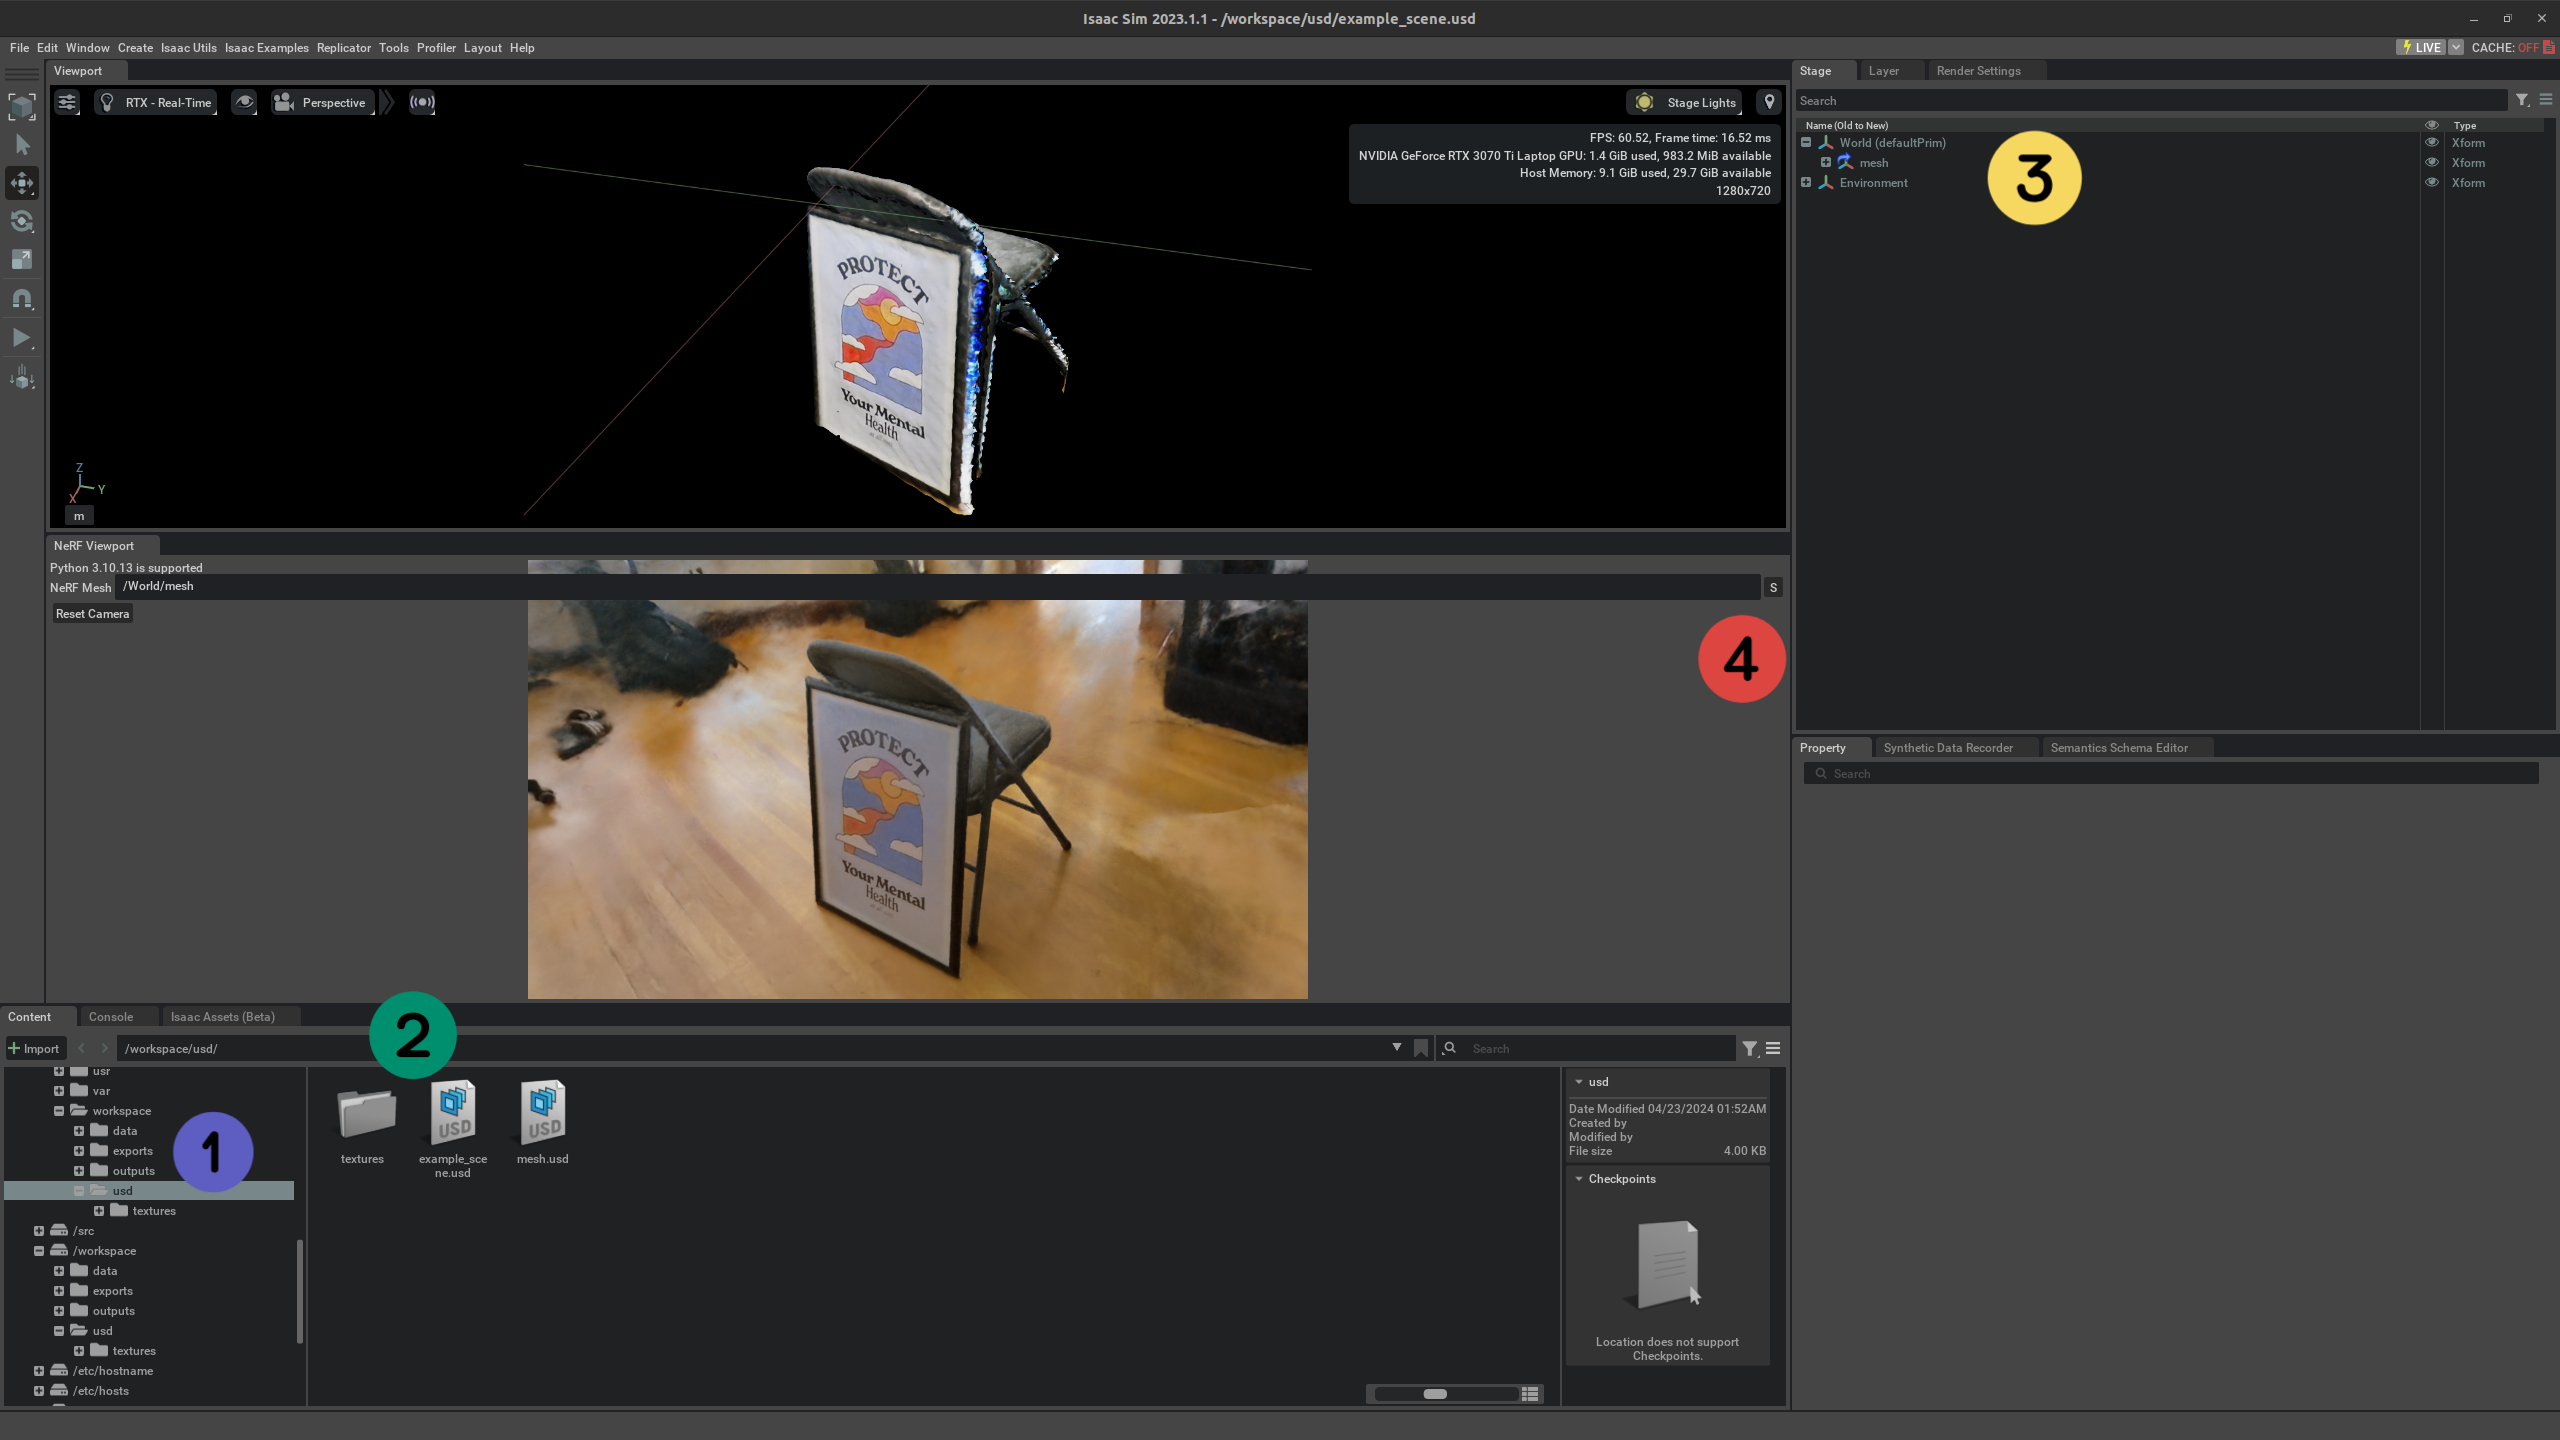 Isaac Sim 2023.1.1 - /workspace/usd/example_scene.usd
File Edit Window Create Isaac Utils Isaac Examples Replicator Tools Profiler Layout Help
LIVE CACHE: OFF
Viewport
RTX - Real-Time Perspective Stage Lights
FPS: 60.52, Frame time: 16.52 ms
NVIDIA GeForce RTX 3070 Ti Laptop GPU: 1.4 GiB used, 983.2 MiB available
Host Memory: 9.1 GiB used, 29.7 GiB available
1280x720
PROTECT
Your Mental
Health
Z
Y
X
m
Stage Layer Render Settings
Search
Name (Old to New) Type
World (defaultPrim) Xform
mesh Xform
Environment Xform
3
NeRF Viewport
Python 3.10.13 is supported
NeRF Mesh /World/mesh S
Reset Camera
4
PROTECT
Your Mental
Health
Property Synthetic Data Recorder Semantics Schema Editor
Search
Content Console Isaac Assets (Beta)
2
Import /workspace/usd/ Search
usr
var
workspace
data
exports
outputs
usd
textures
/src
/workspace
data
exports
outputs
usd
textures
/etc/hostname
/etc/hosts
1
USD
USD
textures
example_sce
ne.usd
mesh.usd
usd
Date Modified 04/23/2024 01:52AM
Created by
Modified by
File size 4.00 KB
Checkpoints
Location does not support
Checkpoints.